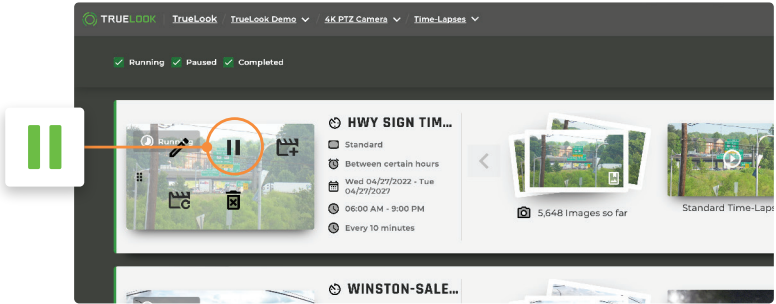 TRUELOOK TrueLook TrueLook Demo 4K PTZ Camera Time-Lapses
Running Paused Completed
HWY SIGN TIM...
Running
Standard
Between certain hours
Wed 04/27/2022 - Tue
04/27/2027
06:00 AM - 9:00 PM
Every 10 minutes
5,648 Images so far
Standard Time-Laps
WINSTON-SALE...